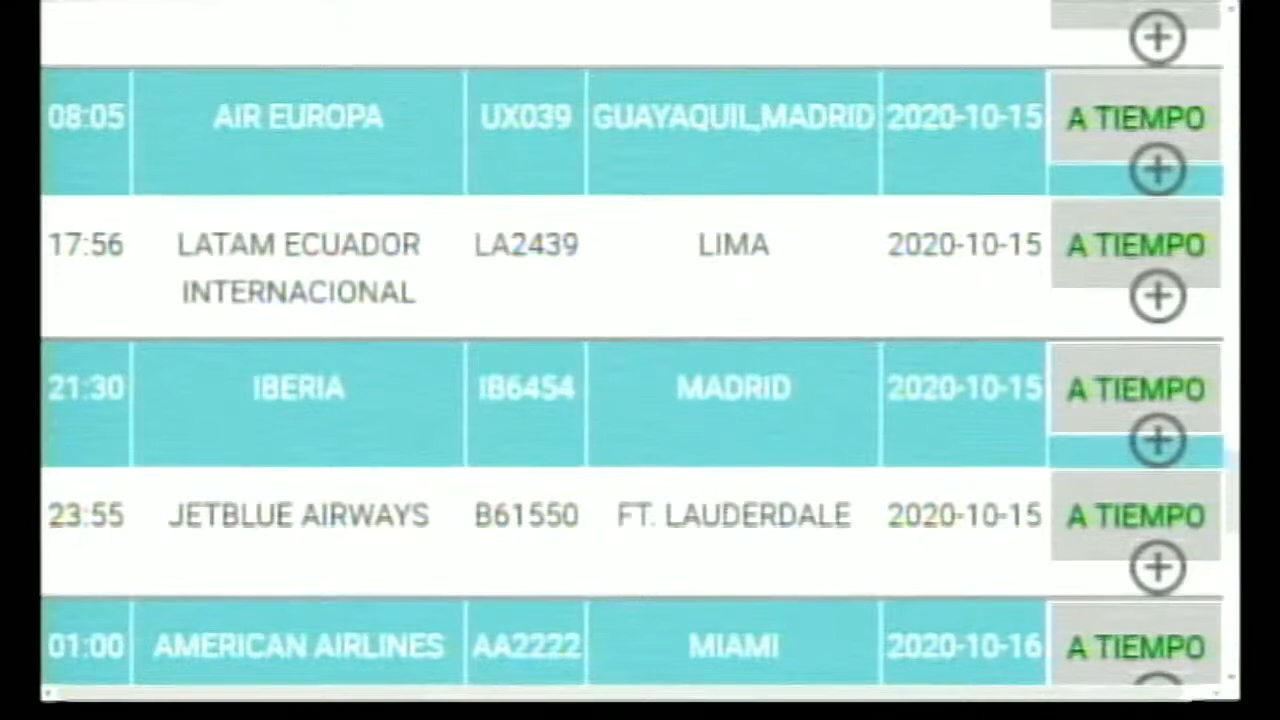 08:05 AIR EUROPA UX039 GUAYAQUIL,MADRID 2020-10-15 A TIEMPO
17:56 LATAM ECUADOR INTERNACIONAL LA2439 LIMA 2020-10-15 A TIEMPO
21:30 IBERIA IB6454 MADRID 2020-10-15 A TIEMPO
23:55 JETBLUE AIRWAYS B61550 FT. LAUDERDALE 2020-10-15 A TIEMPO
01:00 AMERICAN AIRLINES AA2222 MIAMI 2020-10-16 A TIEMPO